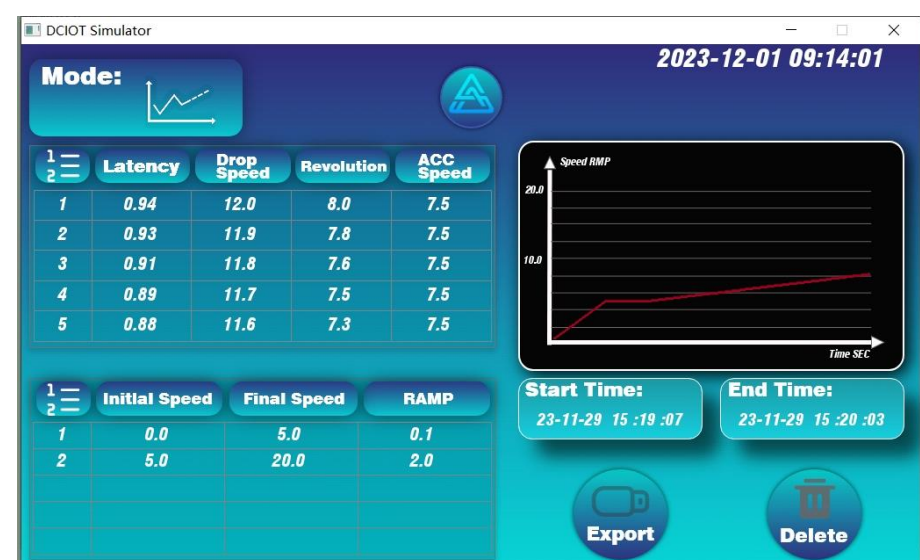 DCIOT Simulator
2023-12-01 09:14:01
Mode:
1 2 Latency Drop Speed Revolution ACC Speed
1 0.94 12.0 8.0 7.5
2 0.93 11.9 7.8 7.5
3 0.91 11.8 7.6 7.5
4 0.89 11.7 7.5 7.5
5 0.88 11.6 7.3 7.5
Speed RMP
20.0
10.0
Time SEC
1 2 Initial Speed Final Speed RAMP
1 0.0 5.0 0.1
2 5.0 20.0 2.0
Start Time:
23-11-29 15 :19 :07
End Time:
23-11-29 15 :20 :03
Export
Delete